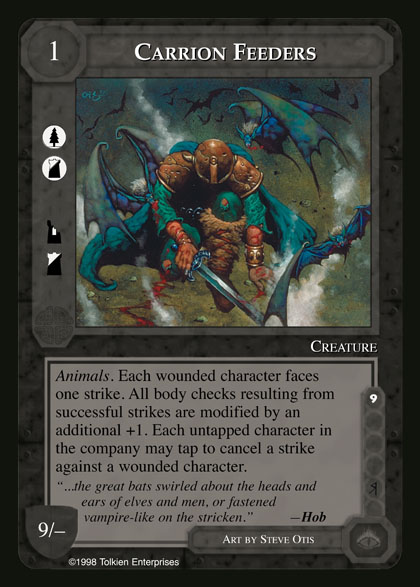 1
CARRION FEEDERS
CREATURE
Animals. Each wounded character faces
one strike. All body checks resulting from
successful strikes are modified by an
additional +1. Each untapped character in
the company may tap to cancel a strike
against a wounded character.
9
“...the great bats swirled about the heads and
ears of elves and men, or fastened
vampire-like on the stricken.” —Hob
9/–
ART BY STEVE OTIS
©1998 Tolkien Enterprises